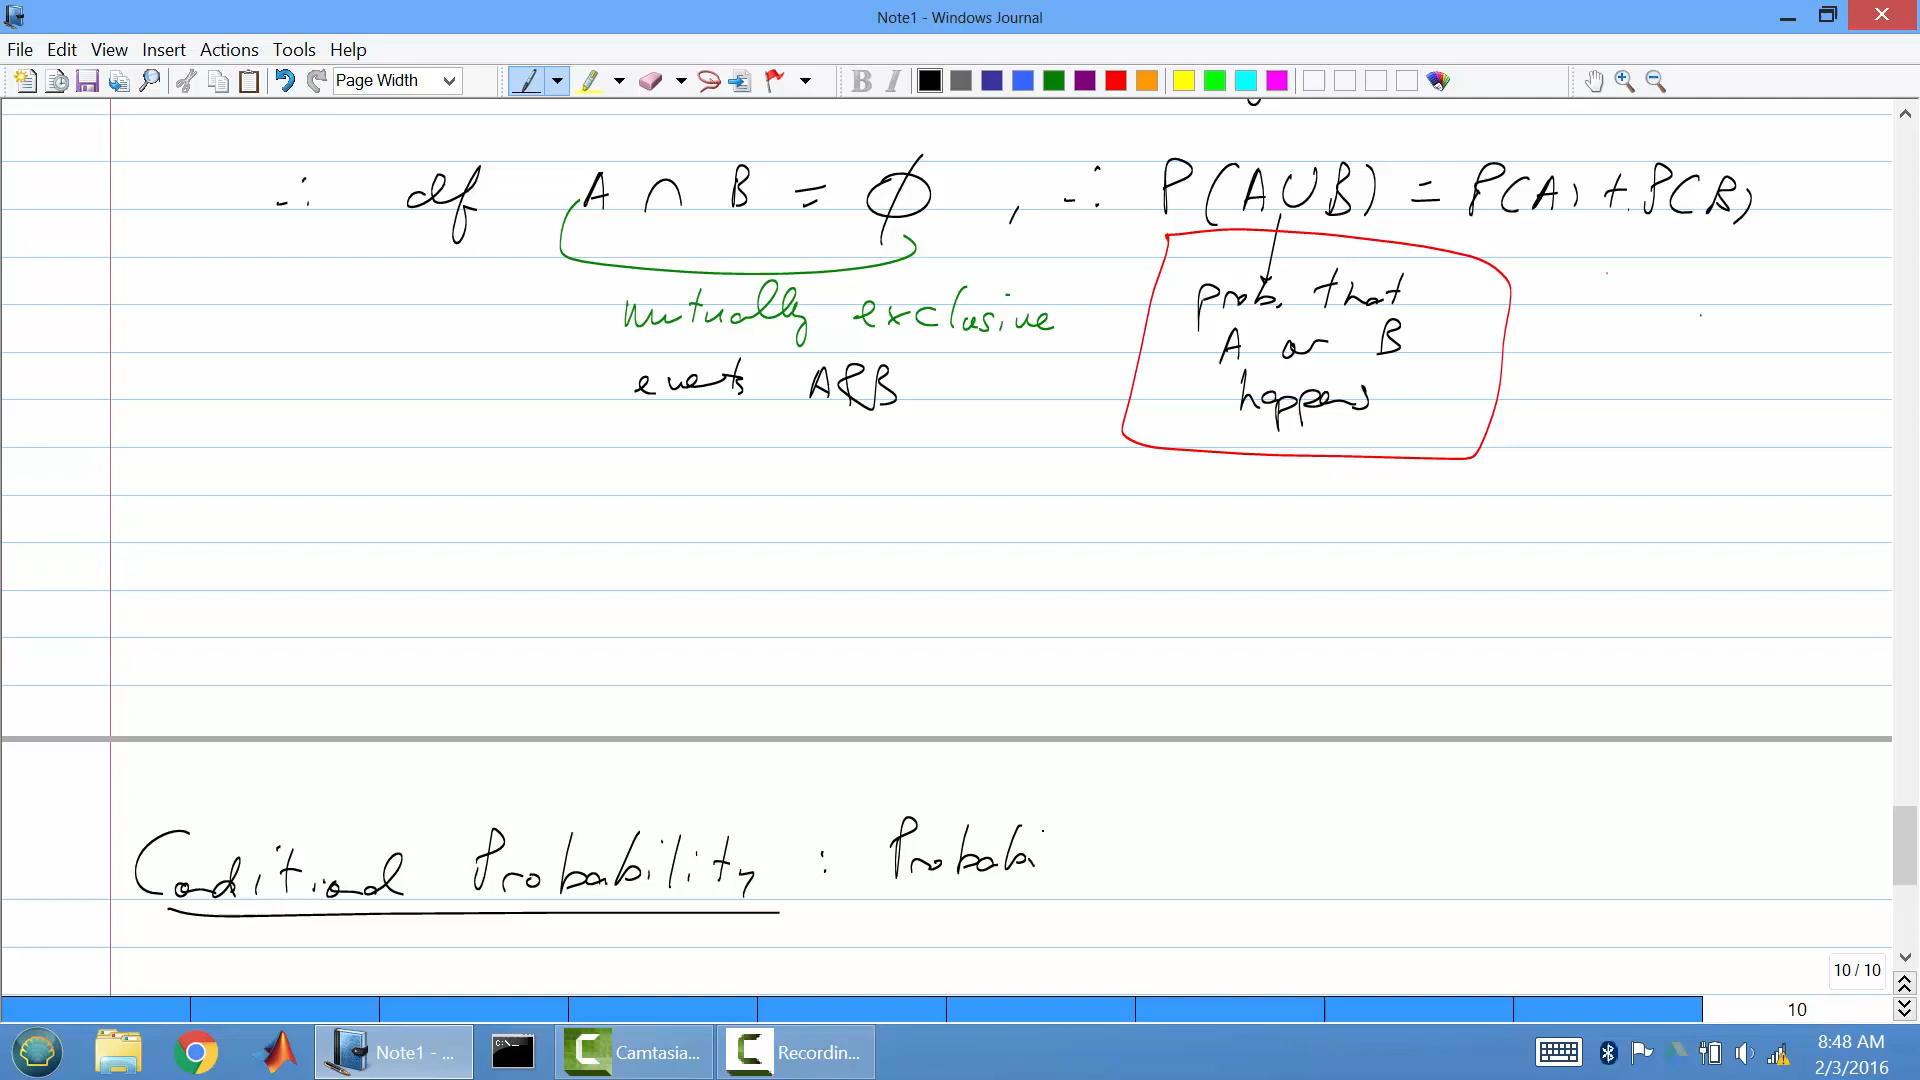 Note1 - Windows Journal
File Edit View Insert Actions Tools Help
Page Width
B I
∴ If A ∩ B = ϕ , ∴ P(A∪B) = P(A) + P(B)
mutually exclusive
events A&B
prob. that
A or B
happens
Conditional Probability : Probabi
10 / 10
10
C:\_
Note1 - ...
C Camtasia...
C Recordin...
8:48 AM
2/3/2016